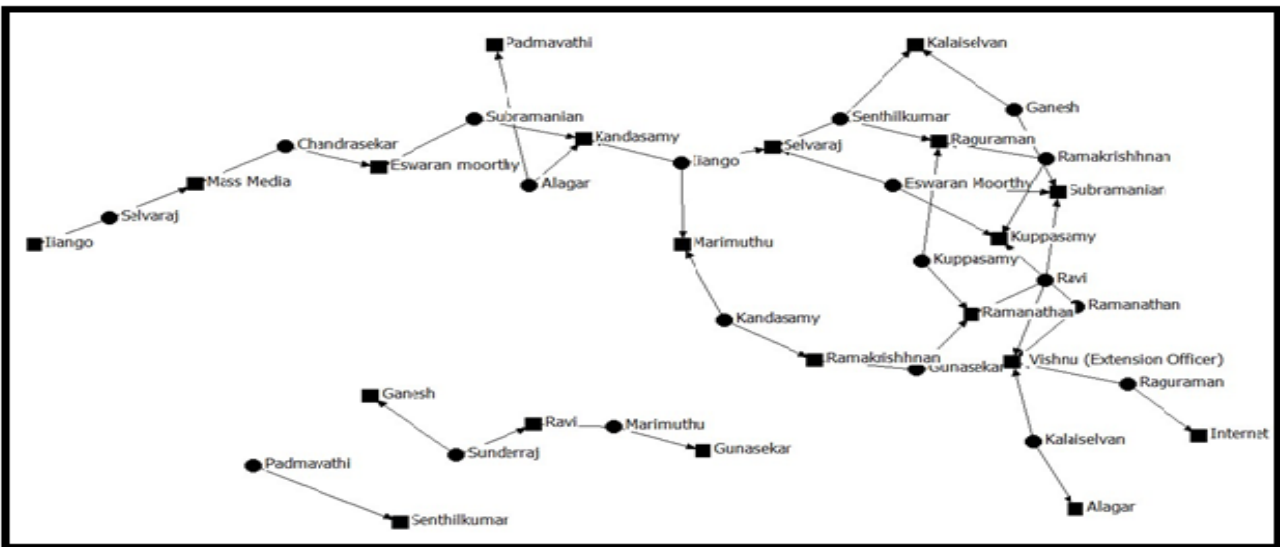 Padmavathi
Kalaiselvan
Ganesh
Subramanian
Senthilkumar
Kandasamy
Raguraman
Chandrasekar
Selvaraj
Ramakrishhnan
Iiango
Eswaran moorthy
Mass Media
Alagar
Eswaran Moorthy
Subramanian
Selvaraj
Iiango
Marimuthu
Kuppasamy
Kuppasamy
Ravi
Ramanathan
Ramanathan
Kandasamy
Ramakrishhnan
Gunasekar
Vishnu (Extension Officer)
Raguraman
Ganesh
Ravi
Marimuthu
Gunasekar
Internet
Kalaiselvan
Sunderraj
Padmavathi
Senthilkumar
Alagar